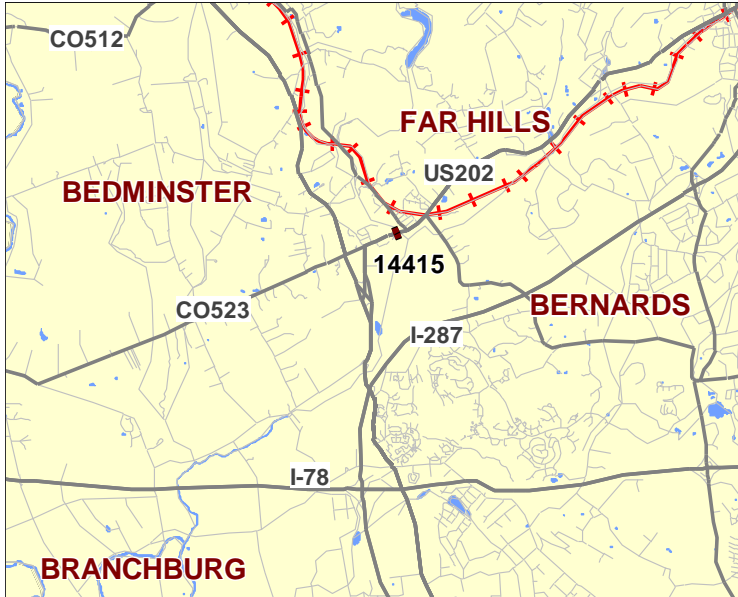 CO512
FAR HILLS
US202
BEDMINSTER
14415
CO523
BERNARDS
I-287
I-78
BRANCHBURG